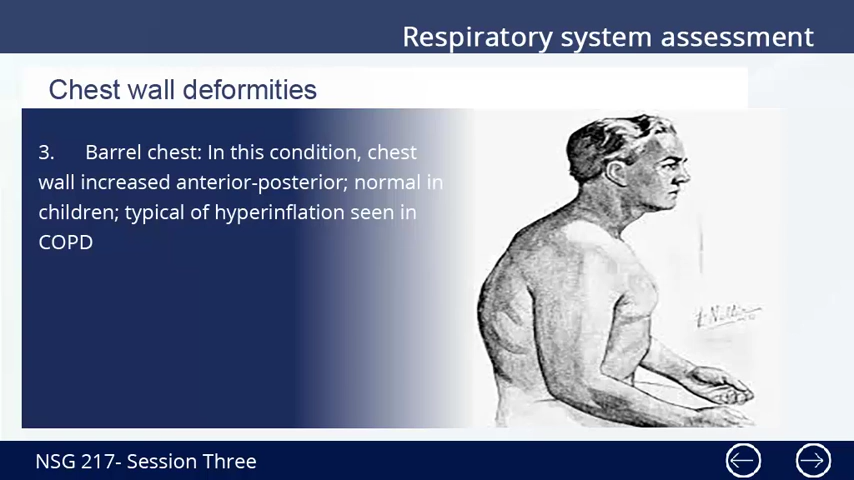 Respiratory system assessment
Chest wall deformities
3. Barrel chest: In this condition, chest
wall increased anterior-posterior; normal in
children; typical of hyperinflation seen in
COPD
NSG 217- Session Three